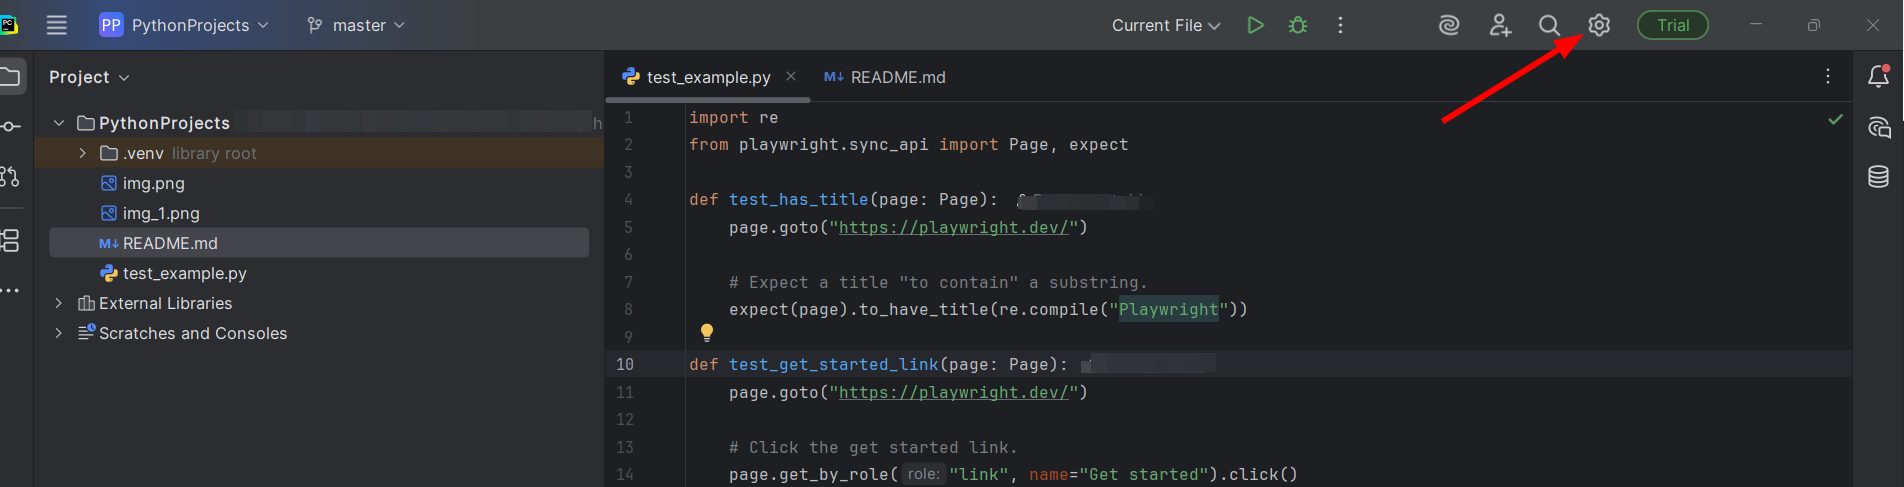 PC PP PythonProjects master Current File Trial
Project
test_example.py README.md
PythonProjects
.venv library root
img.png
img_1.png
README.md
test_example.py
External Libraries
Scratches and Consoles
1 import re
2 from playwright.sync_api import Page, expect
3
4 def test_has_title(page: Page):
5 page.goto("https://playwright.dev/")
6
7 # Expect a title "to contain" a substring.
8 expect(page).to_have_title(re.compile("Playwright"))
9
10 def test_get_started_link(page: Page):
11 page.goto("https://playwright.dev/")
12
13 # Click the get started link.
14 page.get_by_role( role: "link", name="Get started").click()